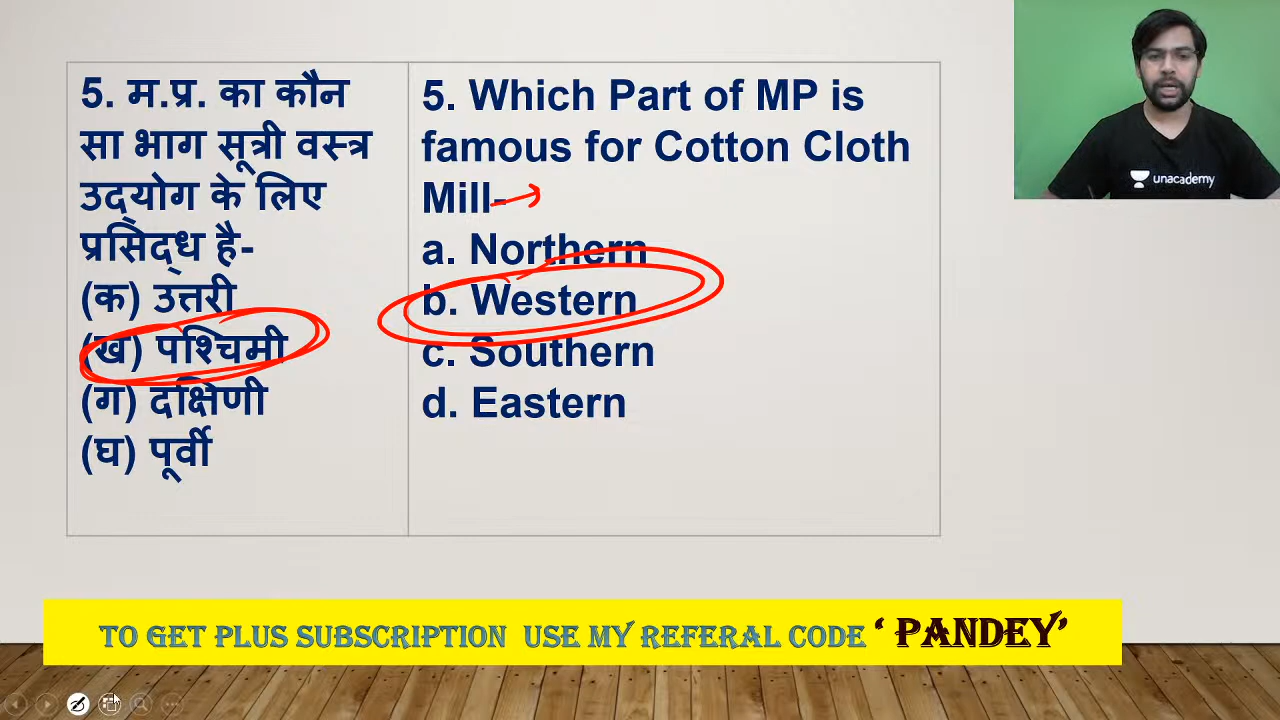 5. म.प्र. का कौन
सा भाग सूत्री वस्त्र
उद्योग के लिए
प्रसिद्ध है-
(क) उत्तरी
(ख) पश्चिमी
(ग) दक्षिणी
(घ) पूर्वी
5. Which Part of MP is
famous for Cotton Cloth
Mill-
a. Northern
b. Western
c. Southern
d. Eastern
unacademy
TO GET PLUS SUBSCRIPTION USE MY REFERAL CODE ‘ PANDEY’